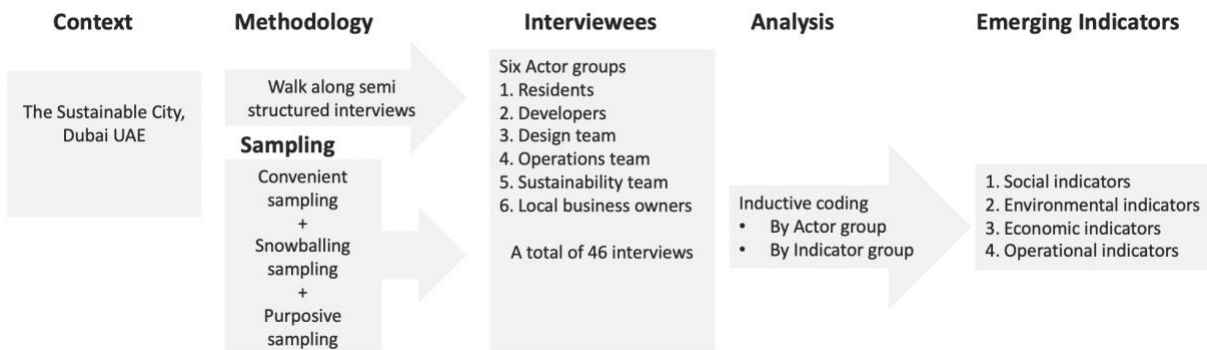 Context
The Sustainable City,
Dubai UAE
Methodology
Walk along semi
structured interviews
Sampling
Convenient
sampling
+
Snowballing
sampling
+
Purposive
sampling
Interviewees
Six Actor groups
1. Residents
2. Developers
3. Design team
4. Operations team
5. Sustainability team
6. Local business owners
A total of 46 interviews
Analysis
Inductive coding
• By Actor group
• By Indicator group
Emerging Indicators
1. Social indicators
2. Environmental indicators
3. Economic indicators
4. Operational indicators